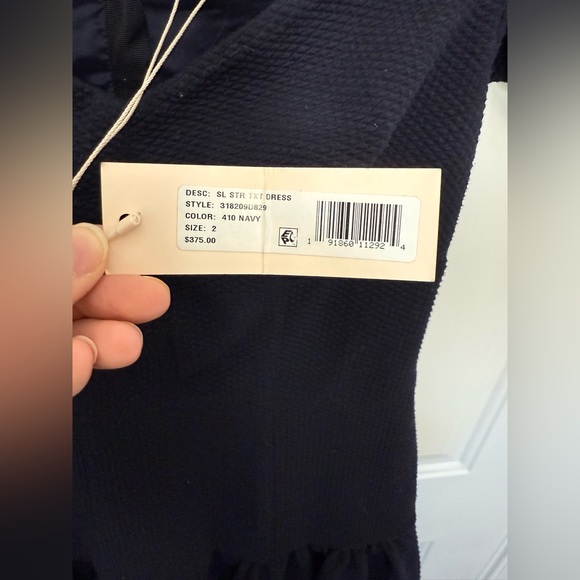 DESC: SL STR TXT DRESS
STYLE: 318209D829
COLOR: 410 NAVY
SIZE: 2
$375.00
1 91860 11292 4